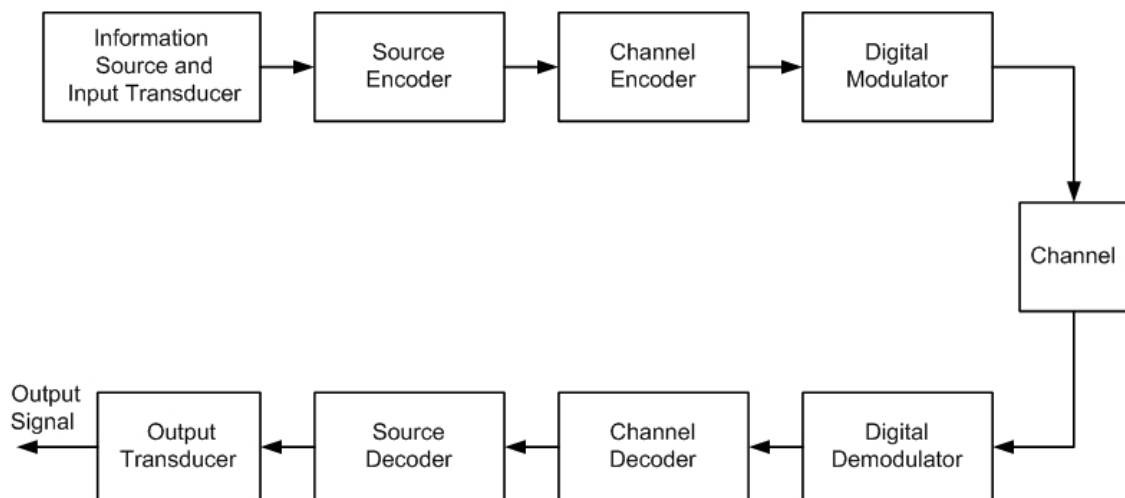 Information
Source and
Input Transducer
Source
Encoder
Channel
Encoder
Digital
Modulator
Channel
Output
Signal
Output
Transducer
Source
Decoder
Channel
Decoder
Digital
Demodulator